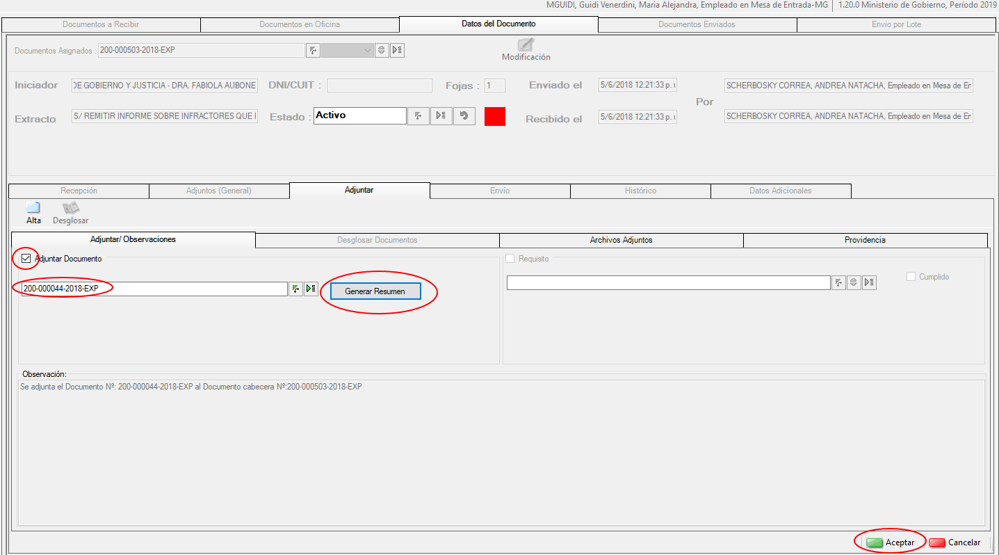 MGUIDI, Guidi Venerdini, Maria Alejandra, Empleado en Mesa de Entrada-MG 1.20.0 Ministerio de Gobierno, Período 2019
Documentos a Recibir Documentos en Oficina Datos del Documento Documentos Enviados Envio por Lote
Documentos Asignados : 200-000503-2018-EXP
Modificación
Iniciador DE GOBIERNO Y JUSTICIA - DRA. FABIOLA AUBONE DNI/CUIT : Fojas : 1 Enviado el 5/6/2018 12:21:33 p. SCHERBOSKY CORREA, ANDREA NATACHA, Empleado en Mesa de En
Por
Extracto S/ REMITIR INFORME SOBRE INFRACTORES QUE Estado : Activo Recibido el 5/6/2018 12:21:33 p. SCHERBOSKY CORREA, ANDREA NATACHA, Empleado en Mesa de En
Recepción Adjuntos (General) Adjuntar Envío Histórico Datos Adicionales
Alta Desglosar
Adjuntar/ Observaciones Desglosar Documentos Archivos Adjuntos Providencia
Adjuntar Documento Requisito
200-000044-2018-EXP Generar Resumen Cumplido
Observación:
Se adjunta el Documento Nº: 200-000044-2018-EXP al Documento cabecera Nº:200-000503-2018-EXP
Aceptar Cancelar